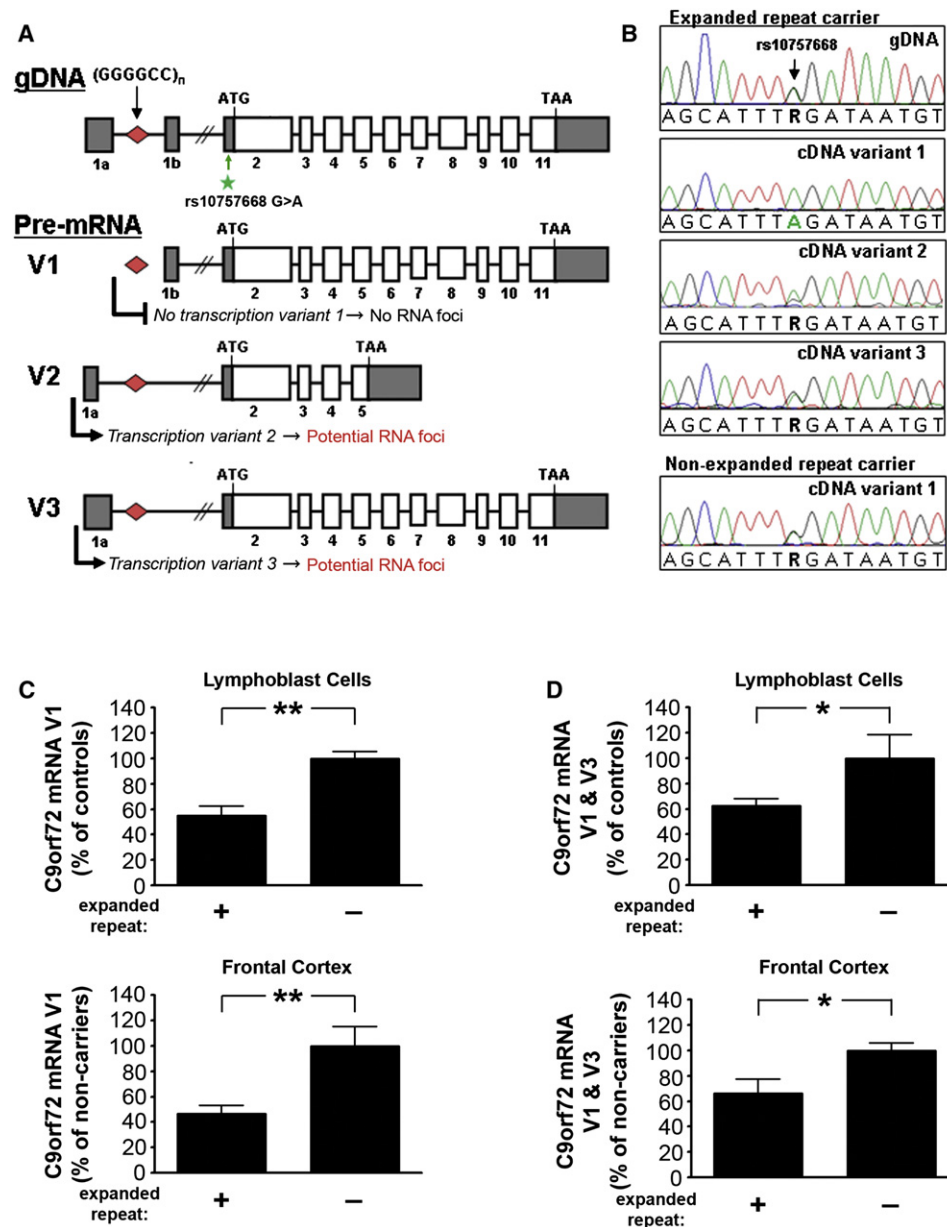 A
gDNA (GGGGCC)n
ATG
TAA
1a 1b 2 3 4 5 6 7 8 9 10 11
rs10757668 G>A
Pre-mRNA
V1
ATG
TAA
1b 2 3 4 5 6 7 8 9 10 11
No transcription variant 1→ No RNA foci
V2
ATG
TAA
1a 2 3 4 5
Transcription variant 2 → Potential RNA foci
V3
ATG
TAA
1a 2 3 4 5 6 7 8 9 10 11
Transcription variant 3 → Potential RNA foci
B
Expanded repeat carrier
rs10757668
gDNA
AGCATTTRGATAATGT
cDNA variant 1
AGCATTTAGATAATGT
cDNA variant 2
AGCATTTRGATAATGT
cDNA variant 3
AGCATTTRGATAATGT
Non-expanded repeat carrier
cDNA variant 1
AGCATTTRGATAATGT
C
Lymphoblast Cells
C9orf72 mRNA V1
(% of controls)
140
120
100
80
60
40
20
0
**
expanded
repeat:
+ −
Frontal Cortex
C9orf72 mRNA V1
(% of non-carriers)
140
120
100
80
60
40
20
0
**
expanded
repeat:
+ −
D
Lymphoblast Cells
C9orf72 mRNA
V1 & V3
(% of controls)
140
120
100
80
60
40
20
0
*
expanded
repeat:
+ −
Frontal Cortex
C9orf72 mRNA
V1 & V3
(% of non-carriers)
140
120
100
80
60
40
20
0
*
expanded
repeat:
+ −